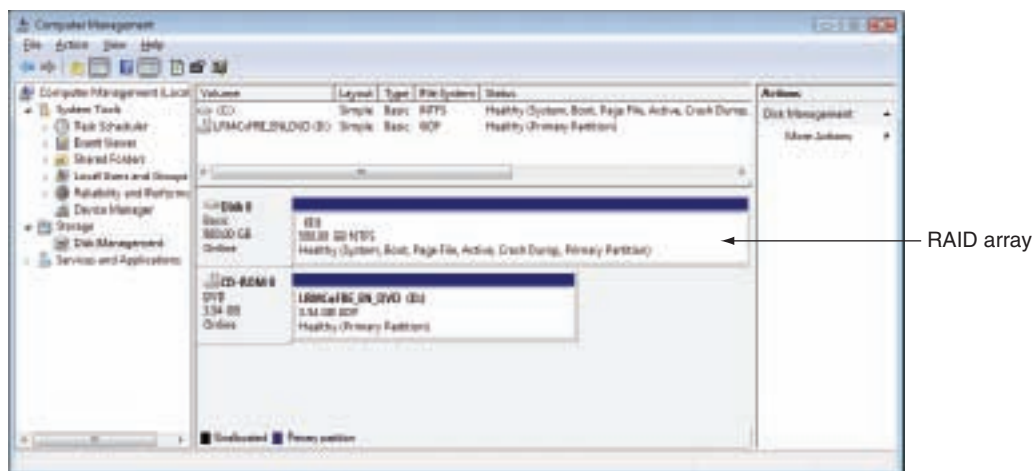 Computer Management
File Action View Help
Computer Management (Local
System Tools
Task Scheduler
Event Viewer
Shared Folders
Local Users and Groups
Reliability and Performa
Device Manager
Storage
Disk Management
Services and Applications
Volume Layout Type File System Status
(C:) Simple Basic NTFS Healthy (System, Boot, Page File, Active, Crash Dump,
LRMCxFRE_EN_DVD (D:) Simple Basic UDF Healthy (Primary Partition)
Disk 0
Basic
Online
(C:)
GB NTFS
Healthy (System, Boot, Page File, Active, Crash Dump, Primary Partition)
CD-ROM 0
DVD
Online
LRMCxFRE_EN_DVD (D:)
UDF
Healthy (Primary Partition)
Unallocated Primary partition
Actions
Disk Management
More Actions
RAID array